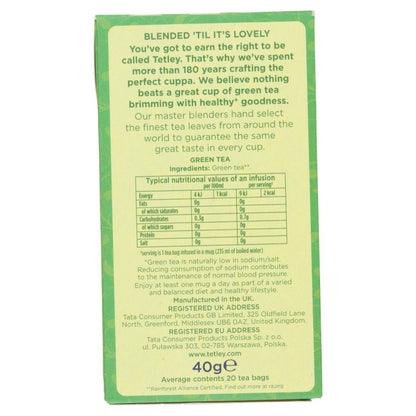 BLENDED 'TIL IT'S LOVELY
You've got to earn the right to be
called Tetley. That's why we've spent
more than 180 years crafting the
perfect cuppa. We believe nothing
beats a great cup of green tea
brimming with healthy* goodness.
Our master blenders hand select
the finest tea leaves from around the
world to guarantee the same
great taste in every cup.
GREEN TEA
Ingredients: Green tea**
Typical nutritional values of an infusion
per 100ml per serving°
Energy 4 kJ 1 kcal 9 kJ 2 kcal
Fats 0g 0g
of which saturates 0g 0g
Carbohydrates 0,3g 0,7g
of which sugars 0g 0g
Protein 0g 0g
Salt 0g 0g
°serving is 1 tea bag infused in a mug (235 ml of boiled water)
*Green tea is naturally low in sodium/salt.
Reducing consumption of sodium contributes
to the maintenance of normal blood pressure.
Enjoy at least one mug a day as part of a varied
and balanced diet and healthy lifestyle.
Manufactured in the UK.
REGISTERED UK ADDRESS
Tata Consumer Products GB Limited, 325 Oldfield Lane
North, Greenford, Middlesex UB6 0AZ, United Kingdom.
REGISTERED EU ADDRESS
Tata Consumer Products Polska Sp. z o.o.
ul. Puławska 303, 02-785 Warszawa, Polska.
www.tetley.com
40g℮
Average contents 20 tea bags
**Rainforest Alliance Certified. Find out more at ra.org